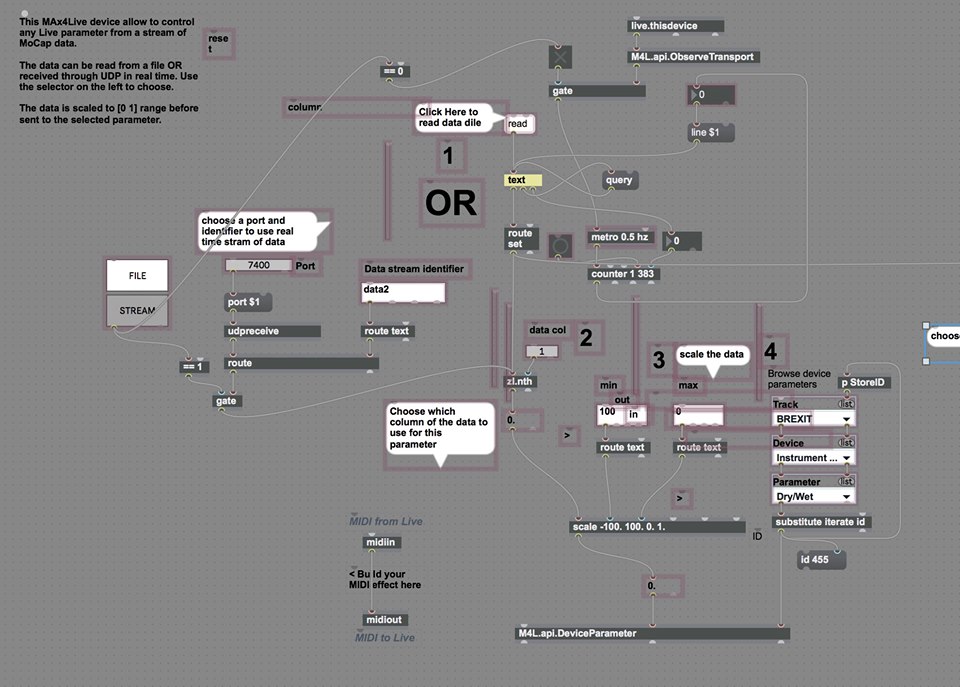 This MAx4Live device allow to control
any Live parameter from a stream of
MoCap data.
The data can be read from a file OR
received through UDP in real time. Use
the selector on the left to choose.
The data is scaled to [0 1] range before
sent to the selected parameter.
rese
t
live.thisdevice
M4L.api.ObserveTransport
== 0
gate
0
column
Click Here to
read data dile
read
line $1
1
OR
text
query
choose a port and
identifier to use real
time stram of data
route
set
metro 0.5 hz
0
7400
Port
Data stream identifier
counter 1 383
FILE
STREAM
data2
port $1
udpreceive
route text
data col
2
1
3
scale the data
4
choos
== 1
route
zl.nth
min
max
Browse device
parameters
p StoreID
gate
Choose which
column of the data to
use for this
parameter
0.
out
100
in
0
Track
(list)
BREXIT
>
route text
route text
Device
(list)
Instrument ...
Parameter
(list)
Dry/Wet
>
MIDI from Live
scale -100. 100. 0. 1.
ID
substitute iterate id
midiin
id 455
< Bu ld your
MIDI effect here
0.
midiout
MIDI to Live
M4L.api.DeviceParameter